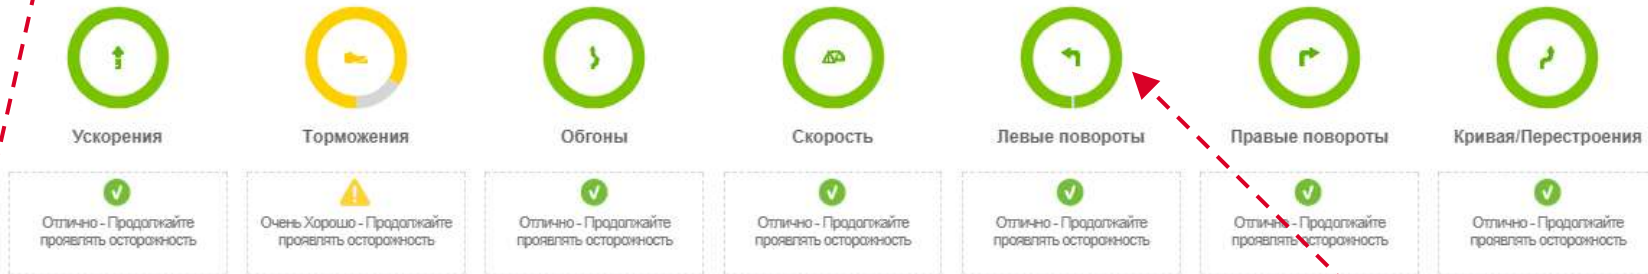 Ускорения
Торможения
Обгоны
Скорость
Левые повороты
Правые повороты
Кривая/Перестроения
Отлично - Продолжайте
проявлять осторожность
Очень Хорошо - Продолжайте
проявлять осторожность
Отлично - Продолжайте
проявлять осторожность
Отлично - Продолжайте
проявлять осторожность
Отлично - Продолжайте
проявлять осторожность
Отлично - Продолжайте
проявлять осторожность
Отлично - Продолжайте
проявлять осторожность